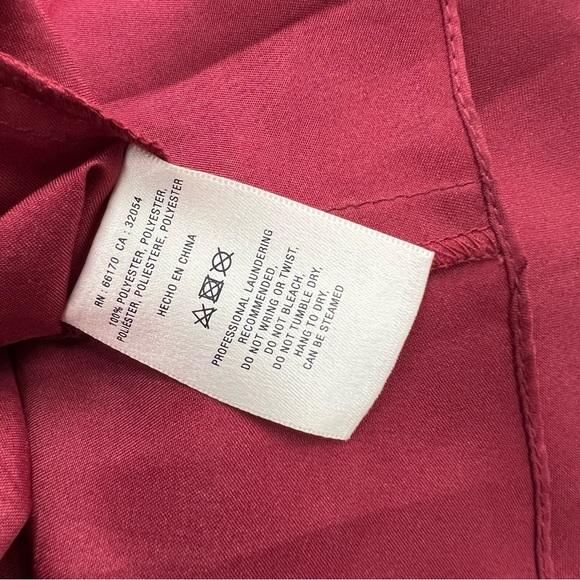 RN : 66170 CA : 32054
100% POLYESTER, POLYESTER,
POLIÉSTER, POLIESTERE, POLYESTER
HECHO EN CHINA
PROFESSIONAL LAUNDERING
RECOMMENDED.
DO NOT WRING OR TWIST.
DO NOT BLEACH.
DO NOT TUMBLE DRY.
HANG TO DRY.
CAN BE STEAMED